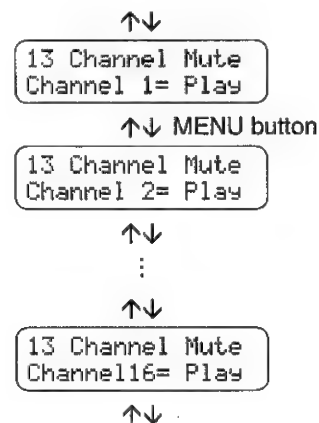 ↑↓
13 Channel Mute
Channel 1= Play
↑↓ MENU button
13 Channel Mute
Channel 2= Play
↑↓
⋮
↑↓
13 Channel Mute
Channel16= Play
↑↓